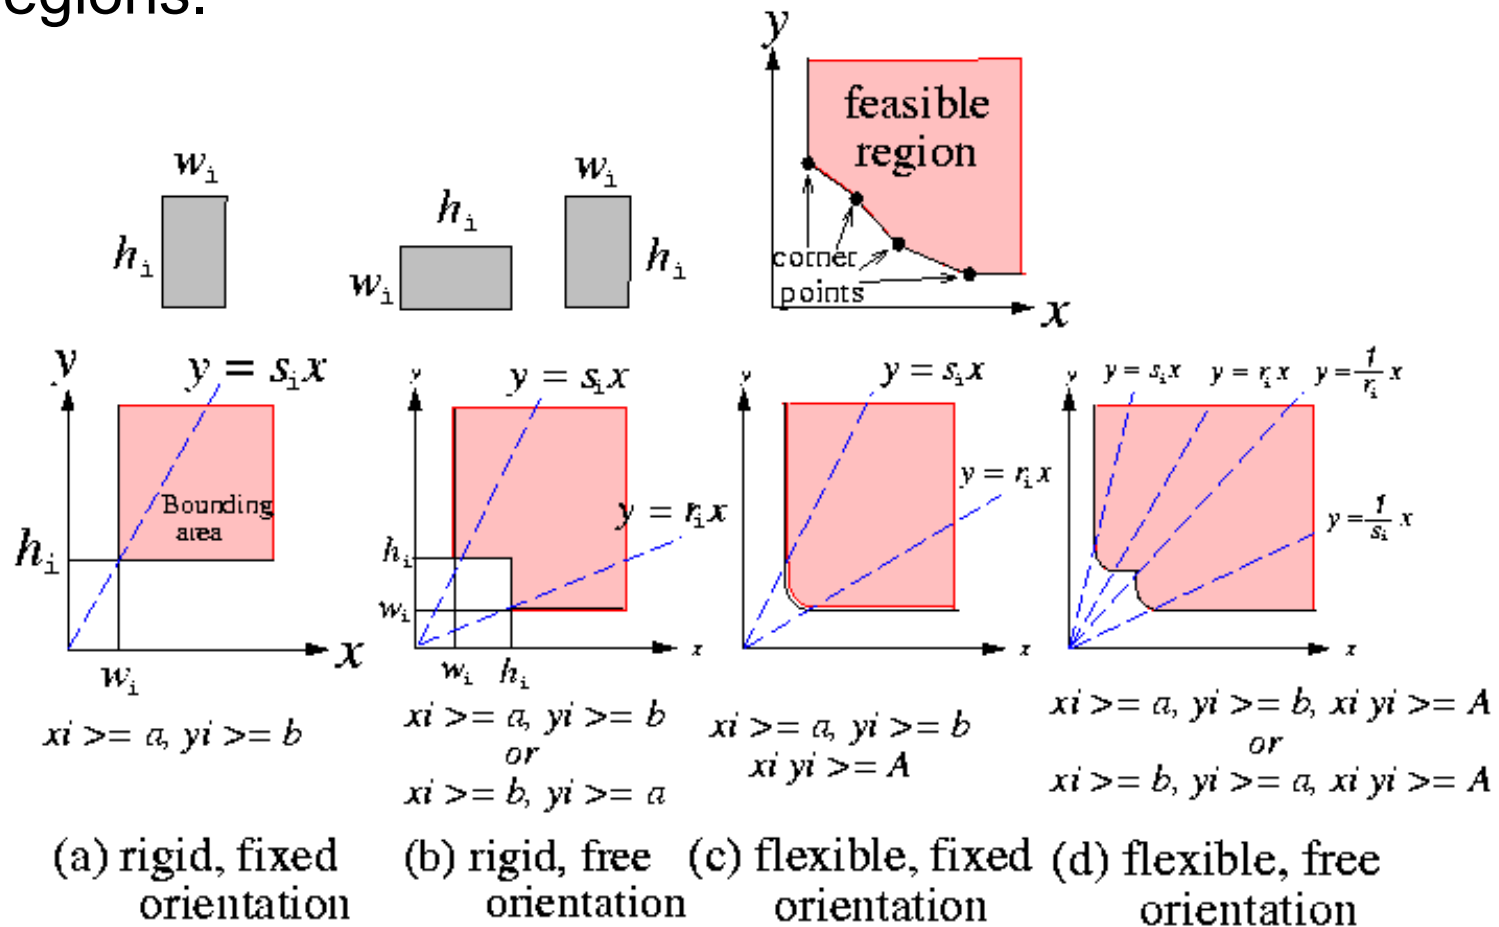 egions.
y
feasible
region
corner
points
x
w_i
h_i
h_i
w_i
w_i
h_i
y
y = s_i x
Bounding
area
h_i
w_i
x
y
y = s_i x
y = r_i x
h_i
w_i
w_i
h_i
x
y
y = s_i x
y = r_i x
x
y
y = s_i x
y = r_i x
y = 1/r_i x
y = 1/s_i x
x
xi >= a, yi >= b
xi >= a, yi >= b
or
xi >= b, yi >= a
xi >= a, yi >= b
xi yi >= A
xi >= a, yi >= b, xi yi >= A
or
xi >= b, yi >= a, xi yi >= A
(a) rigid, fixed
orientation
(b) rigid, free
orientation
(c) flexible, fixed
orientation
(d) flexible, free
orientation